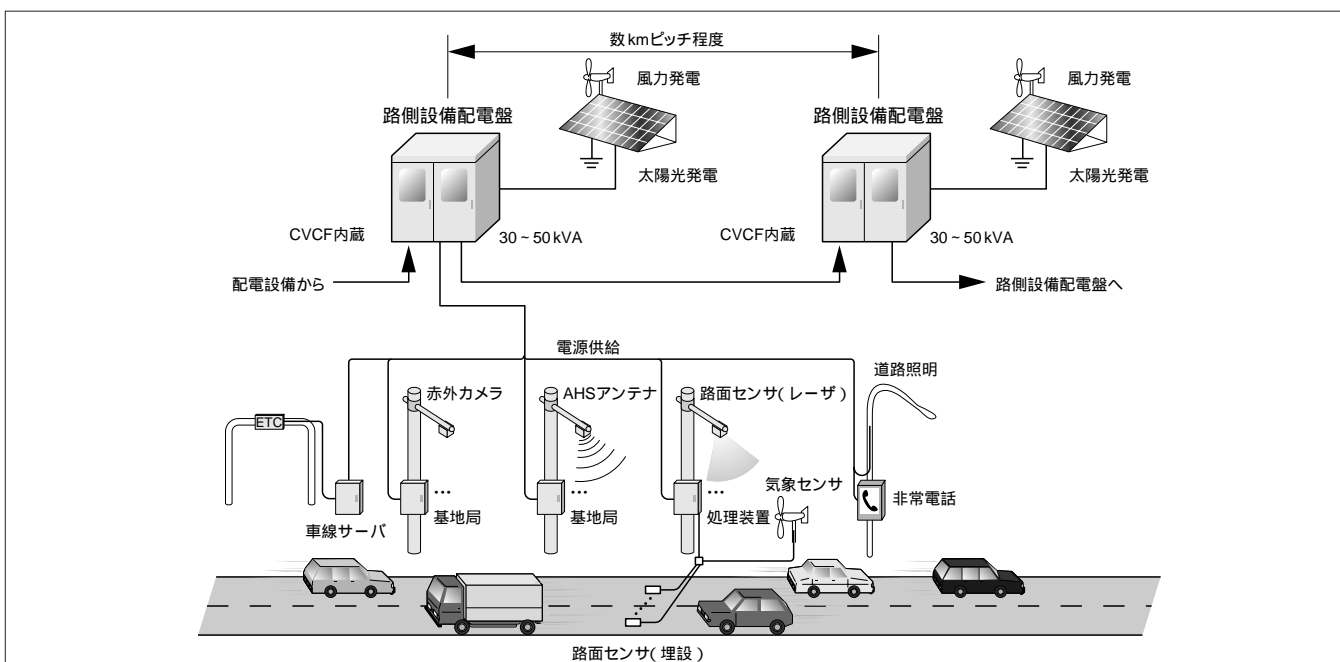 数kmピッチ程度
風力発電
風力発電
路側設備配電盤
路側設備配電盤
太陽光発電
太陽光発電
CVCF内蔵
30～50kVA
CVCF内蔵
30～50kVA
配電設備から
路側設備配電盤へ
電源供給
道路照明
赤外カメラ
AHSアンテナ
路面センサ(レーザ)
ETC
気象センサ
非常電話
車線サーバ
基地局
基地局
処理装置
路面センサ(埋設)